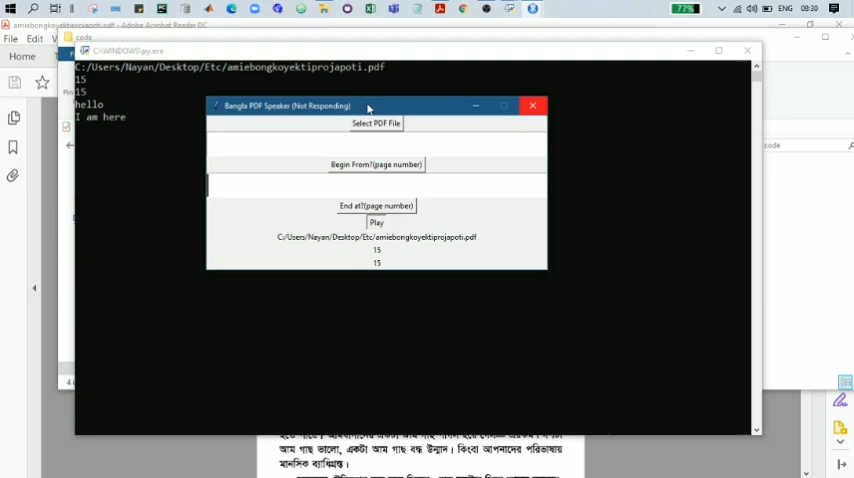 77%
ENG
08:30
amiebongkoyektiprojapoti.pdf - Adobe Acrobat Reader DC
File Edit
code
Home
C:\WINDOWS\py.exe
C:/Users/Nayan/Desktop/Etc/amiebongkoyektiprojapoti.pdf
15
15
hello
I am here
Bangla PDF Speaker (Not Responding)
Select PDF File
Begin From?(page number)
End at?(page number)
Play
C:/Users/Nayan/Desktop/Etc/amiebongkoyektiprojapoti.pdf
15
15
code
আম গাছ ভালো, একটা আম গাছ বদ্ধ উন্মাদ। কিংবা আপনাদের পরিভাষায়
মানসিক ব্যাধিগ্রস্ত।